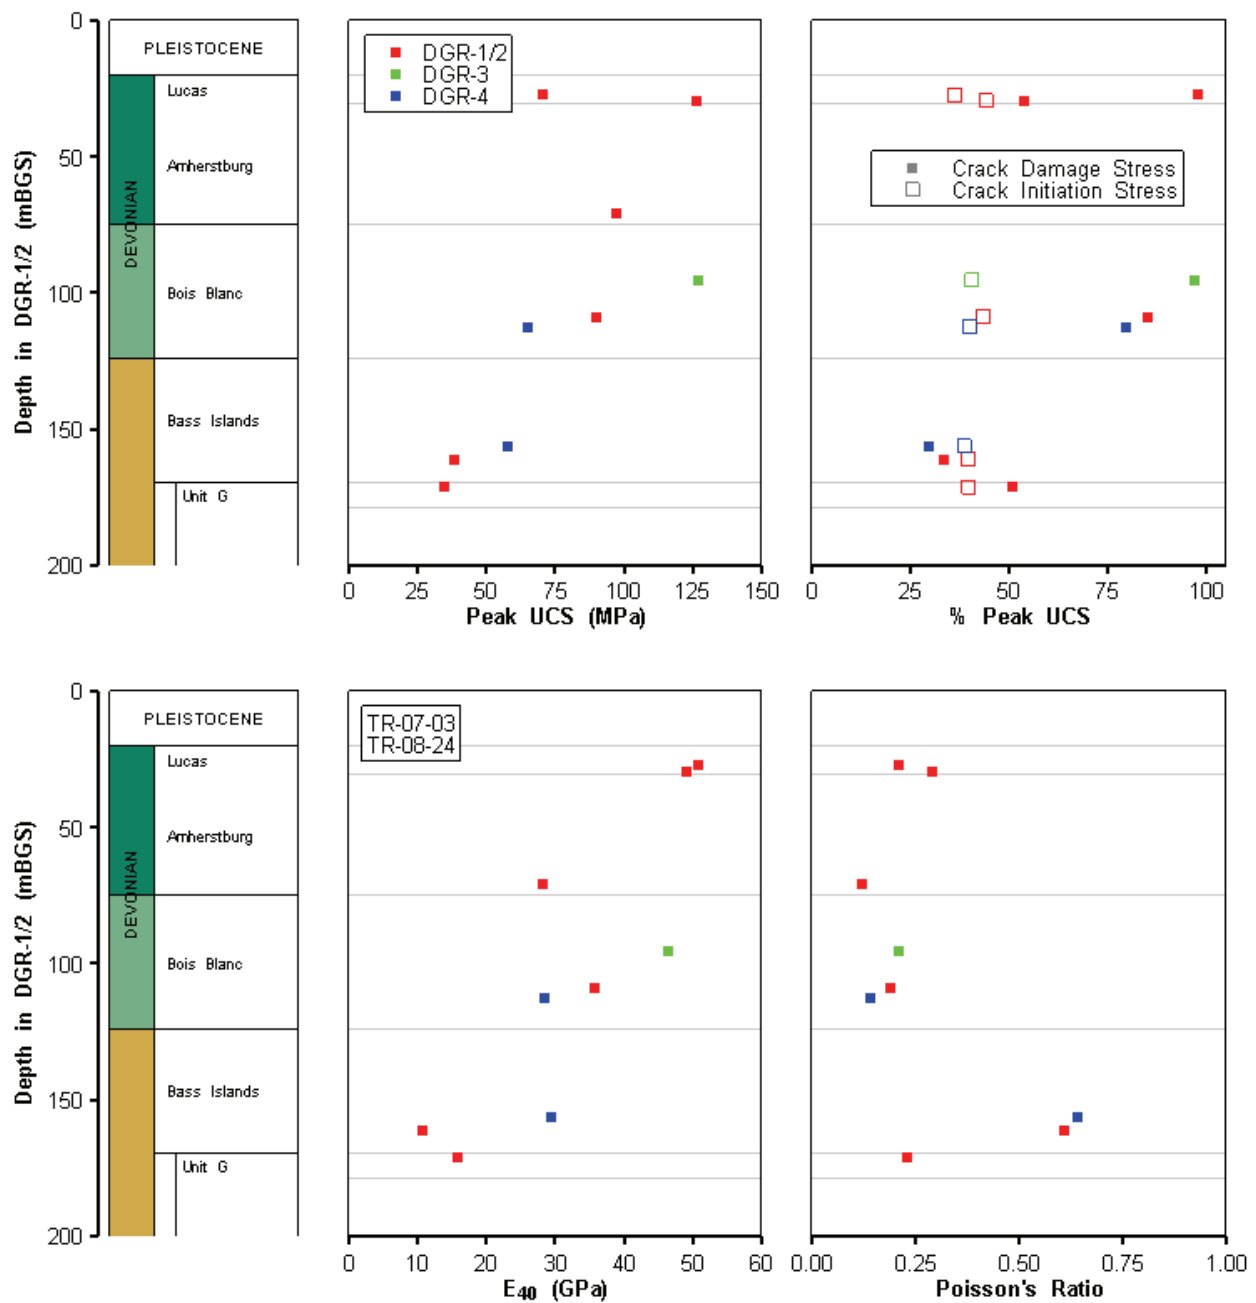 0
50
100
150
200
Depth in DGR-1/2 (mBGS)
PLEISTOCENE
DEVONIAN
Lucas
Amherstburg
Bois Blanc
Bass Islands
Unit G
DGR-1/2
DGR-3
DGR-4
0 25 50 75 100 125 150
Peak UCS (MPa)
Crack Damage Stress
Crack Initiation Stress
0 25 50 75 100
% Peak UCS
0
50
100
150
200
Depth in DGR-1/2 (mBGS)
PLEISTOCENE
DEVONIAN
Lucas
Amherstburg
Bois Blanc
Bass Islands
Unit G
TR-07-03
TR-08-24
0 10 20 30 40 50 60
E40 (GPa)
0.00 0.25 0.50 0.75 1.00
Poisson's Ratio